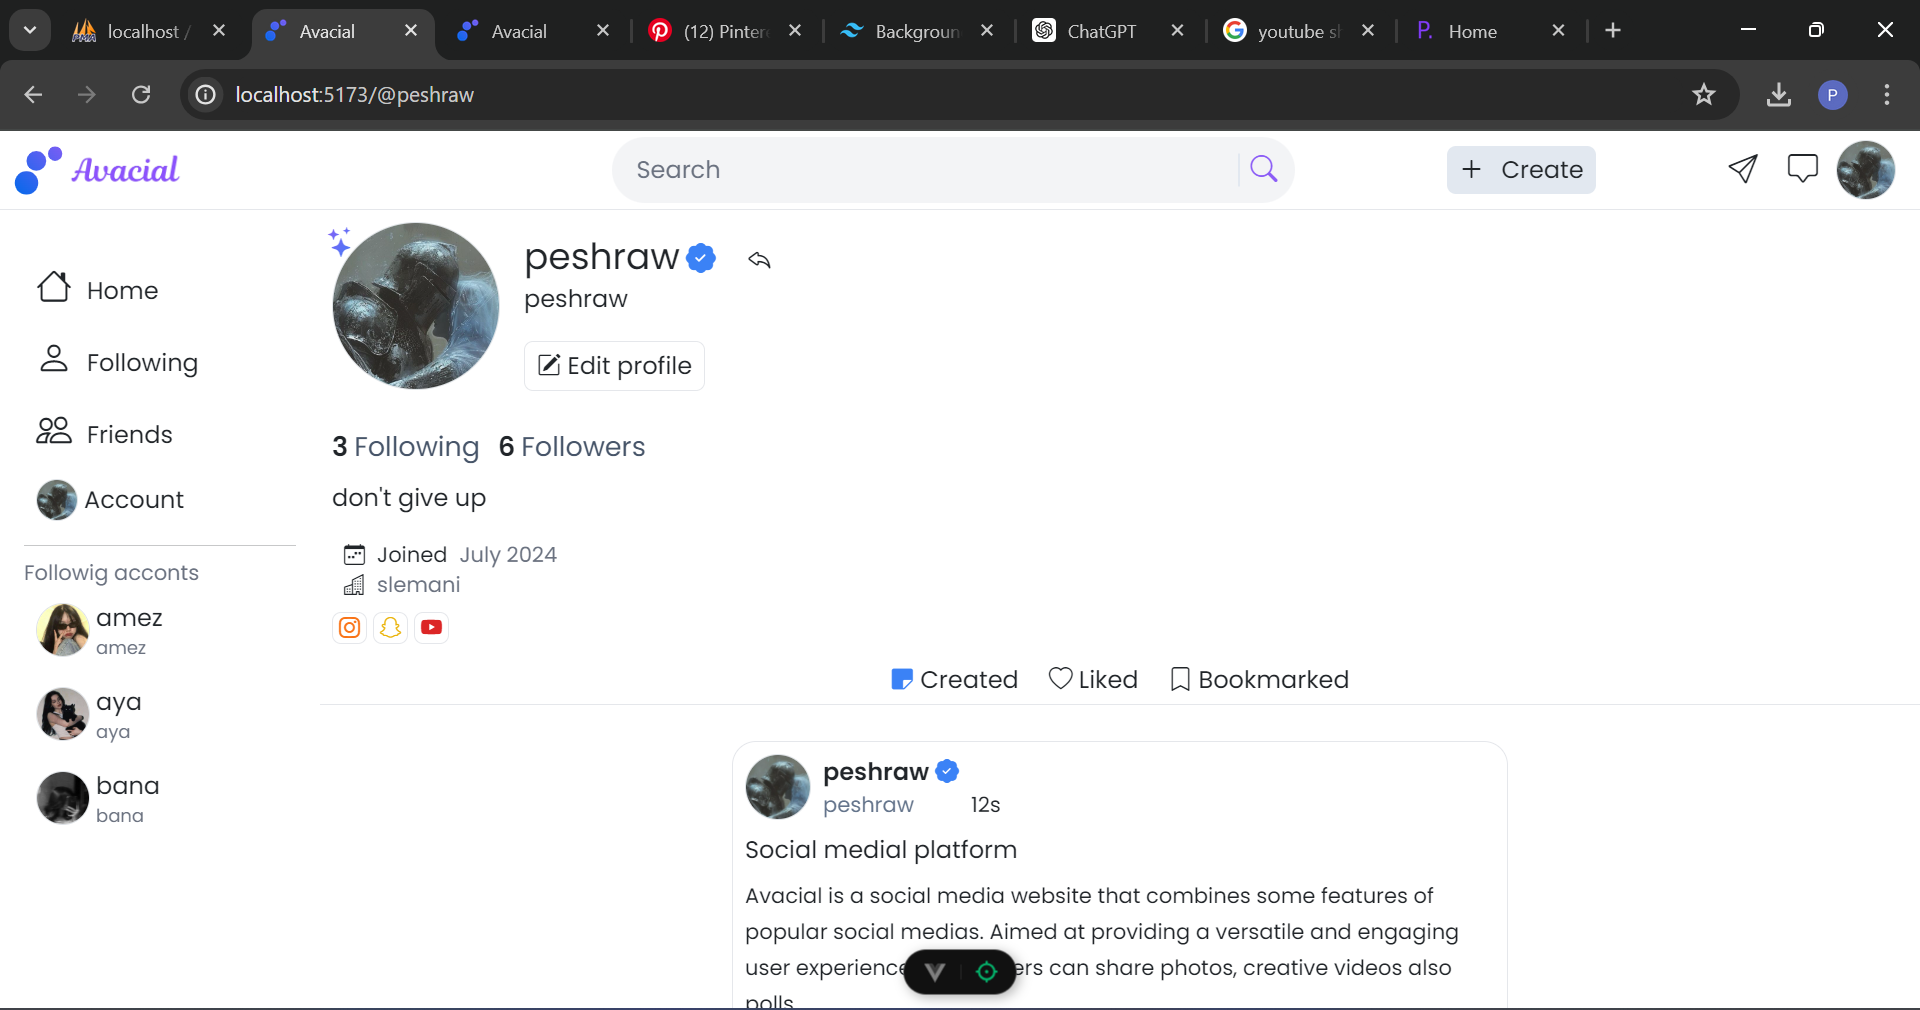 localhost /
Avacial
Avacial
(12) Pinter
Backgroun
ChatGPT
youtube s
P. Home
localhost:5173/@peshraw
P
Avacial
Search
+ Create
Home
Following
Friends
Account
Followig acconts
amez
amez
aya
aya
bana
bana
peshraw
peshraw
Edit profile
3 Following 6 Followers
don't give up
Joined July 2024
slemani
Created Liked Bookmarked
peshraw
peshraw 12s
Social medial platform
Avacial is a social media website that combines some features of
popular social medias. Aimed at providing a versatile and engaging
user experience ers can share photos, creative videos also
polls